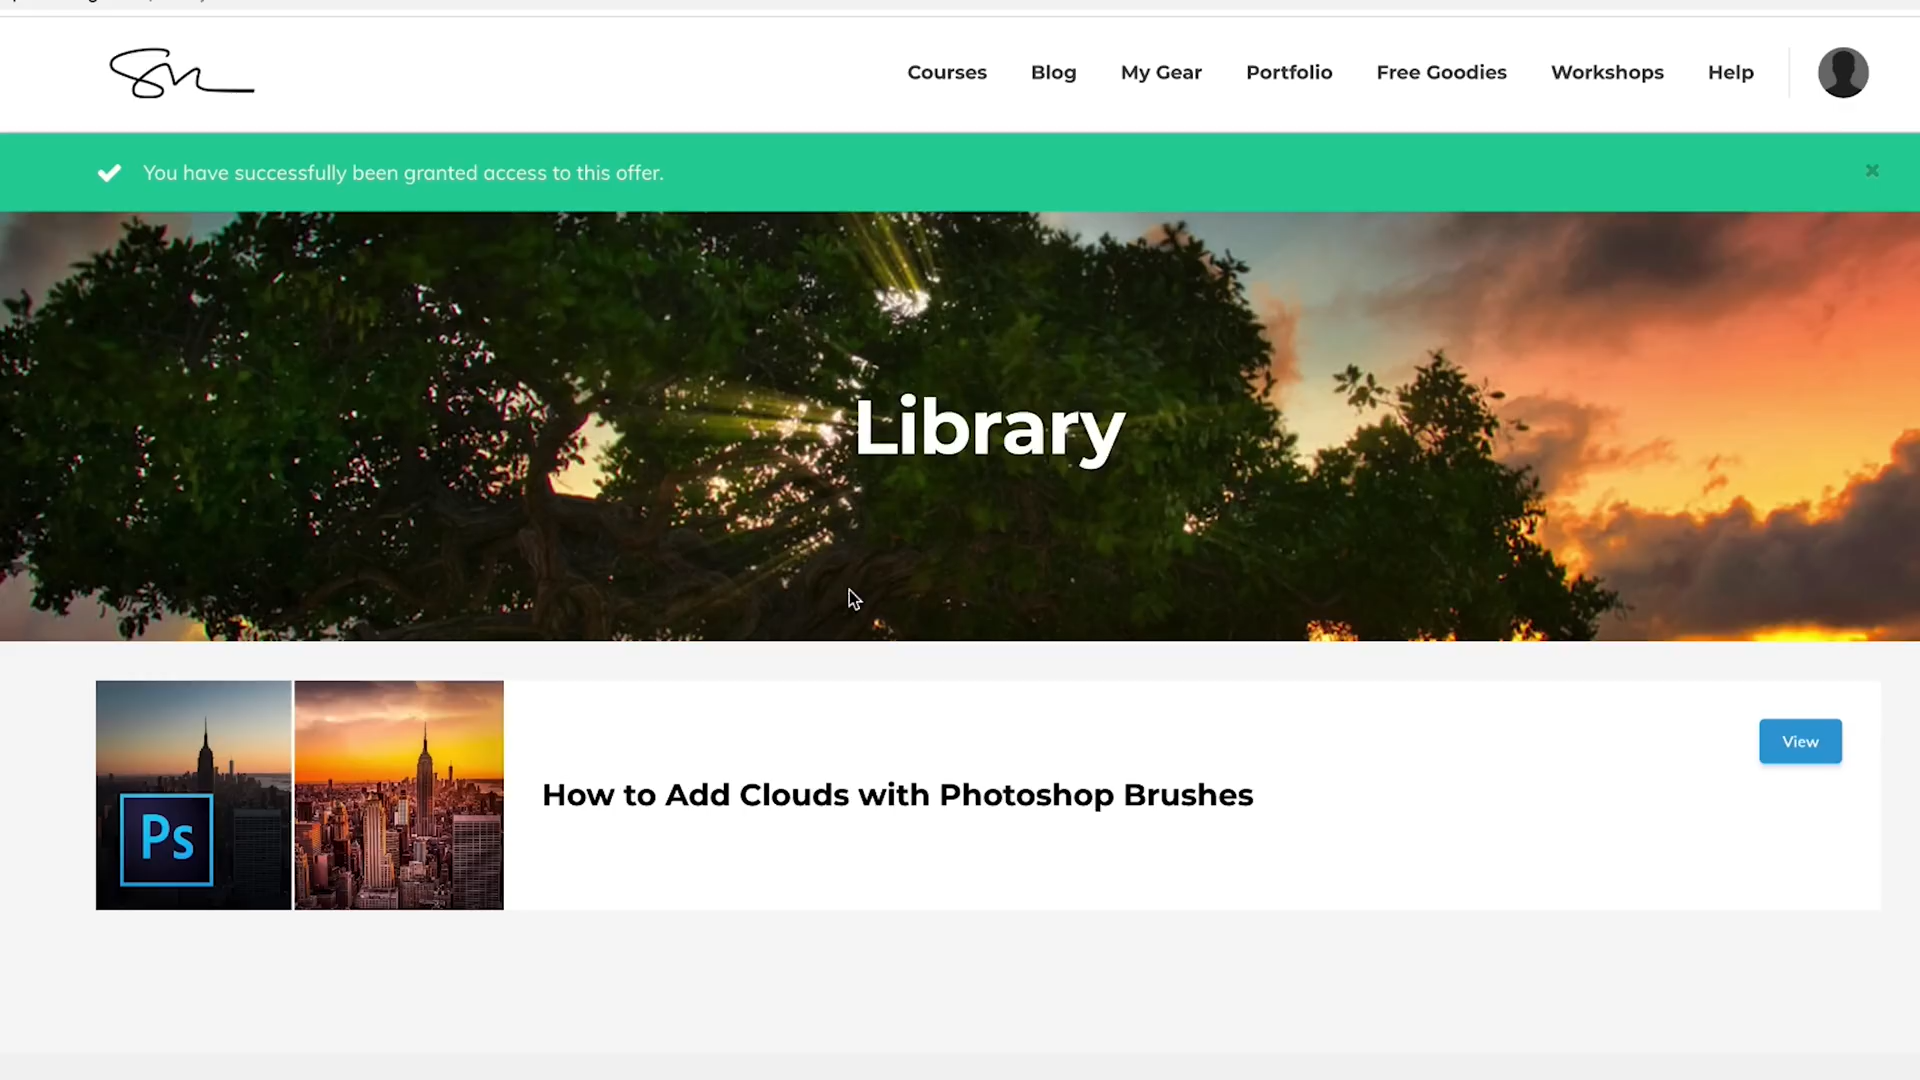 Courses Blog My Gear Portfolio Free Goodies Workshops Help
You have successfully been granted access to this offer.
Library
Ps
How to Add Clouds with Photoshop Brushes
View